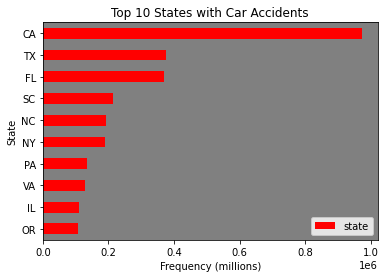 Top 10 States with Car Accidents
CA
TX
FL
SC
NC
NY
PA
VA
IL
OR
State
state
0.0 0.2 0.4 0.6 0.8 1.0
1e6
Frequency (millions)